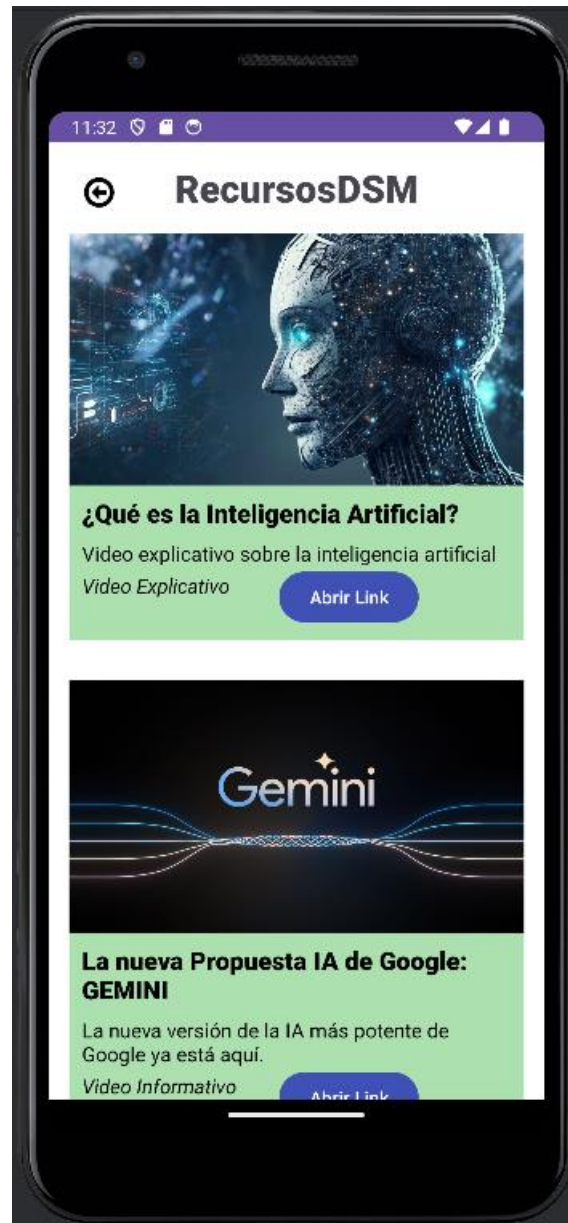 11:32
RecursosDSM
¿Qué es la Inteligencia Artificial?
Video explicativo sobre la inteligencia artificial
Video Explicativo
Abrir Link
Gemini
La nueva Propuesta IA de Google:
GEMINI
La nueva versión de la IA más potente de
Google ya está aquí.
Video Informativo
Abrir Link